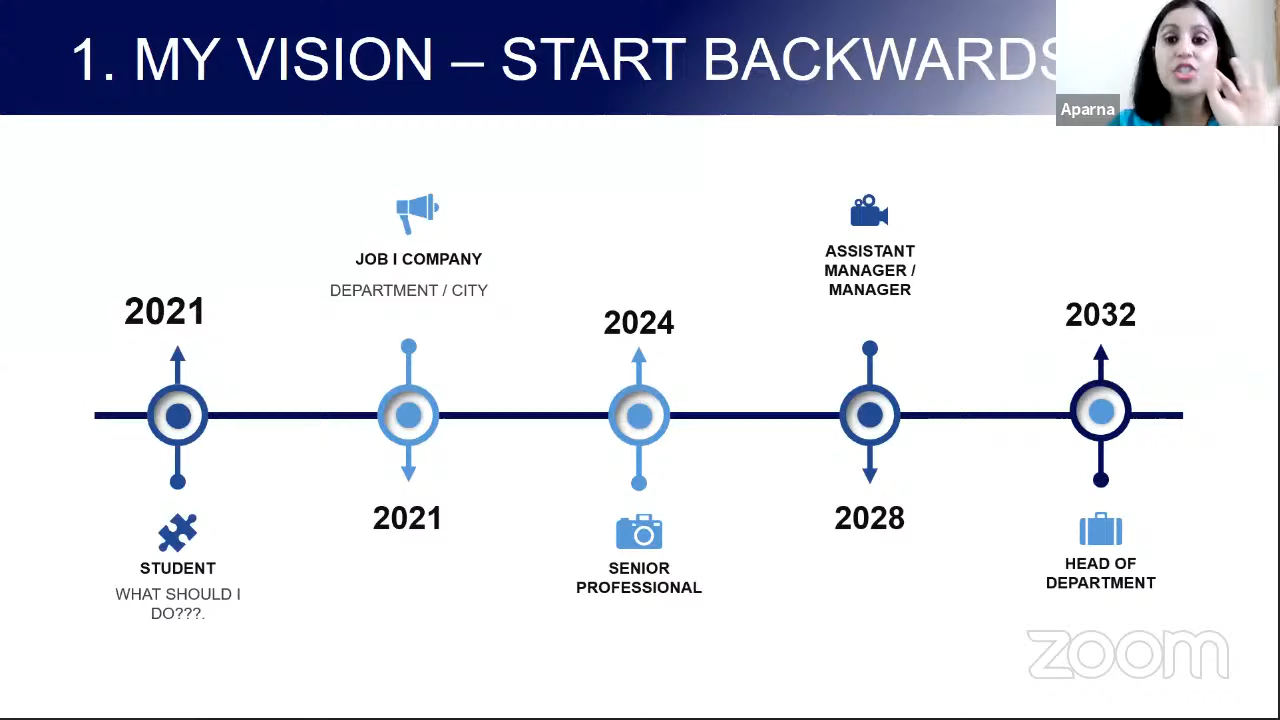 1. MY VISION – START BACKWARDS
Aparna
JOB I COMPANY
DEPARTMENT / CITY
ASSISTANT
MANAGER /
MANAGER
2021
2024
2032
2021
2028
STUDENT
WHAT SHOULD I
DO???.
SENIOR
PROFESSIONAL
HEAD OF
DEPARTMENT
zoom